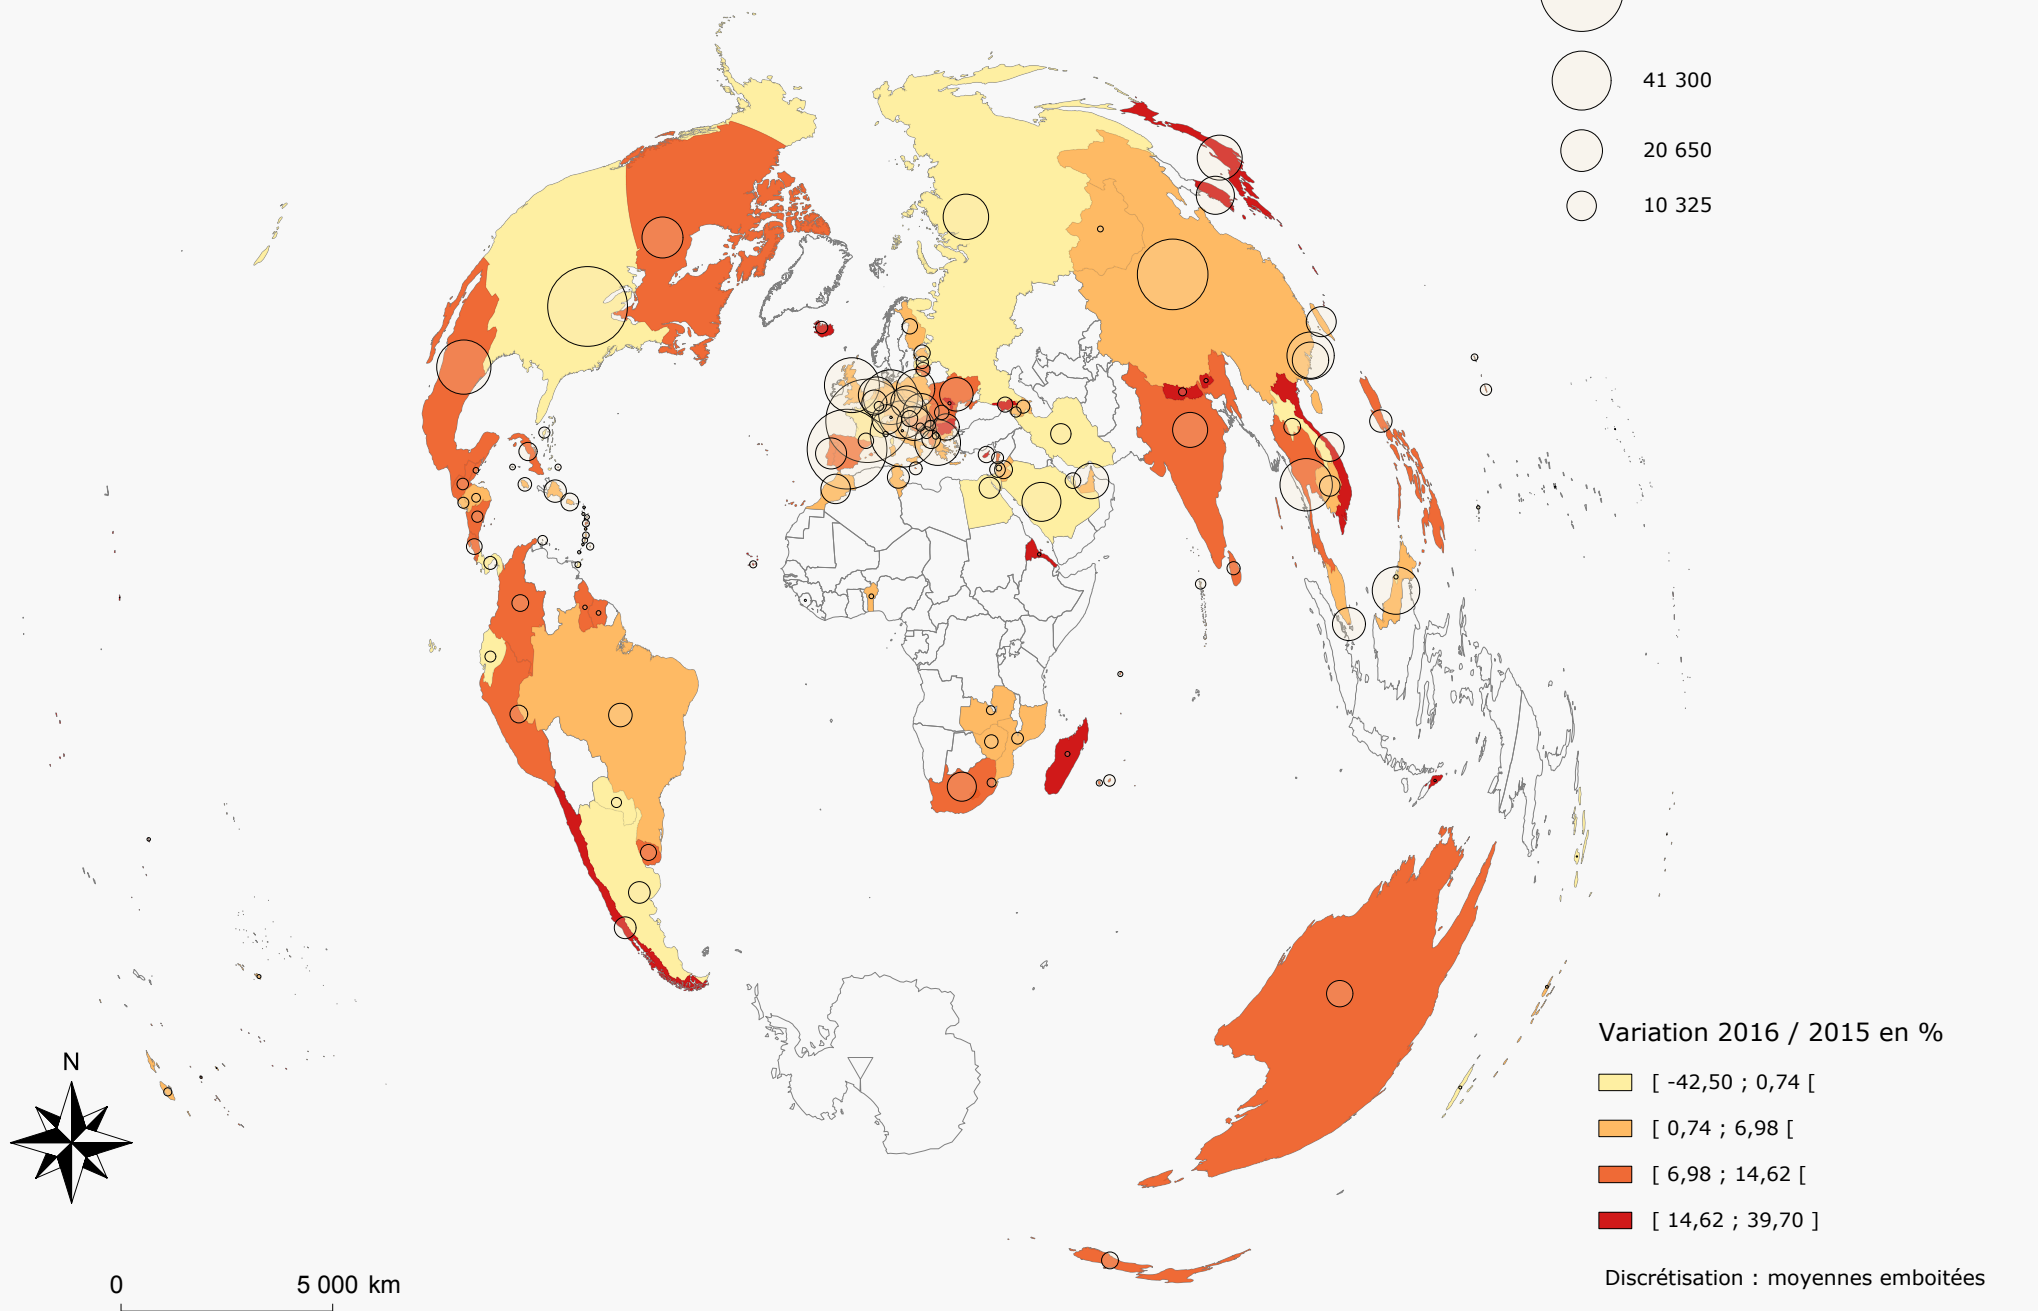 41 300
20 650
10 325
Variation 2016 / 2015 en %
[ -42,50 ; 0,74 [
[ 0,74 ; 6,98 [
[ 6,98 ; 14,62 [
[ 14,62 ; 39,70 ]
Discrétisation : moyennes emboitées
N
0 5 000 km